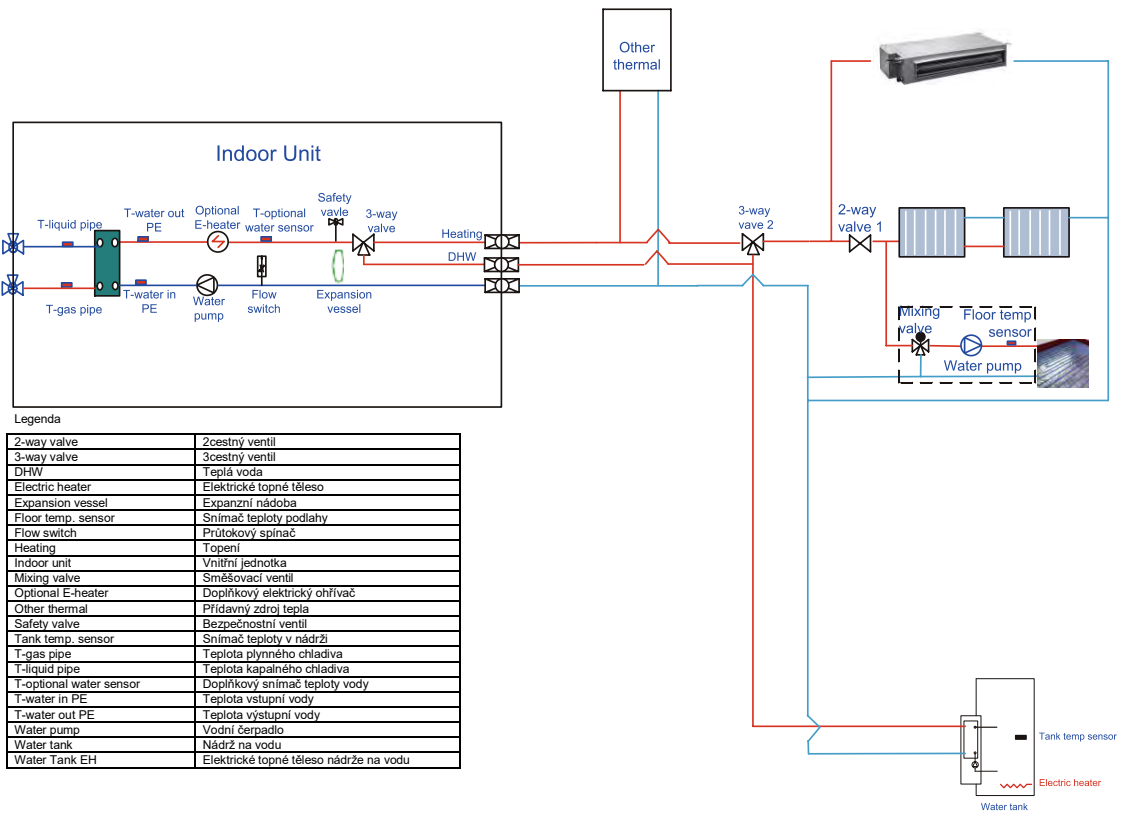 Other
thermal
Indoor Unit
Safety
vavle
T-liquid pipe
T-water out
PE
Optional
E-heater
T-optional
water sensor
3-way
valve
Heating
DHW
3-way
vave 2
2-way
valve 1
T-gas pipe
T-water in
PE
Water
pump
Flow
switch
Expansion
vessel
Mixing
valve
Floor temp
sensor
Water pump
Legenda
2-way valve 2cestný ventil
3-way valve 3cestný ventil
DHW Teplá voda
Electric heater Elektrické topné těleso
Expansion vessel Expanzní nádoba
Floor temp. sensor Snímač teploty podlahy
Flow switch Průtokový spínač
Heating Topení
Indoor unit Vnitřní jednotka
Mixing valve Směšovací ventil
Optional E-heater Doplňkový elektrický ohřívač
Other thermal Přídavný zdroj tepla
Safety valve Bezpečnostní ventil
Tank temp. sensor Snímač teploty v nádrži
T-gas pipe Teplota plynného chladiva
T-liquid pipe Teplota kapalného chladiva
T-optional water sensor Doplňkový snímač teploty vody
T-water in PE Teplota vstupní vody
T-water out PE Teplota výstupní vody
Water pump Vodní čerpadlo
Water tank Nádrž na vodu
Water Tank EH Elektrické topné těleso nádrže na vodu
Tank temp sensor
Electric heater
Water tank